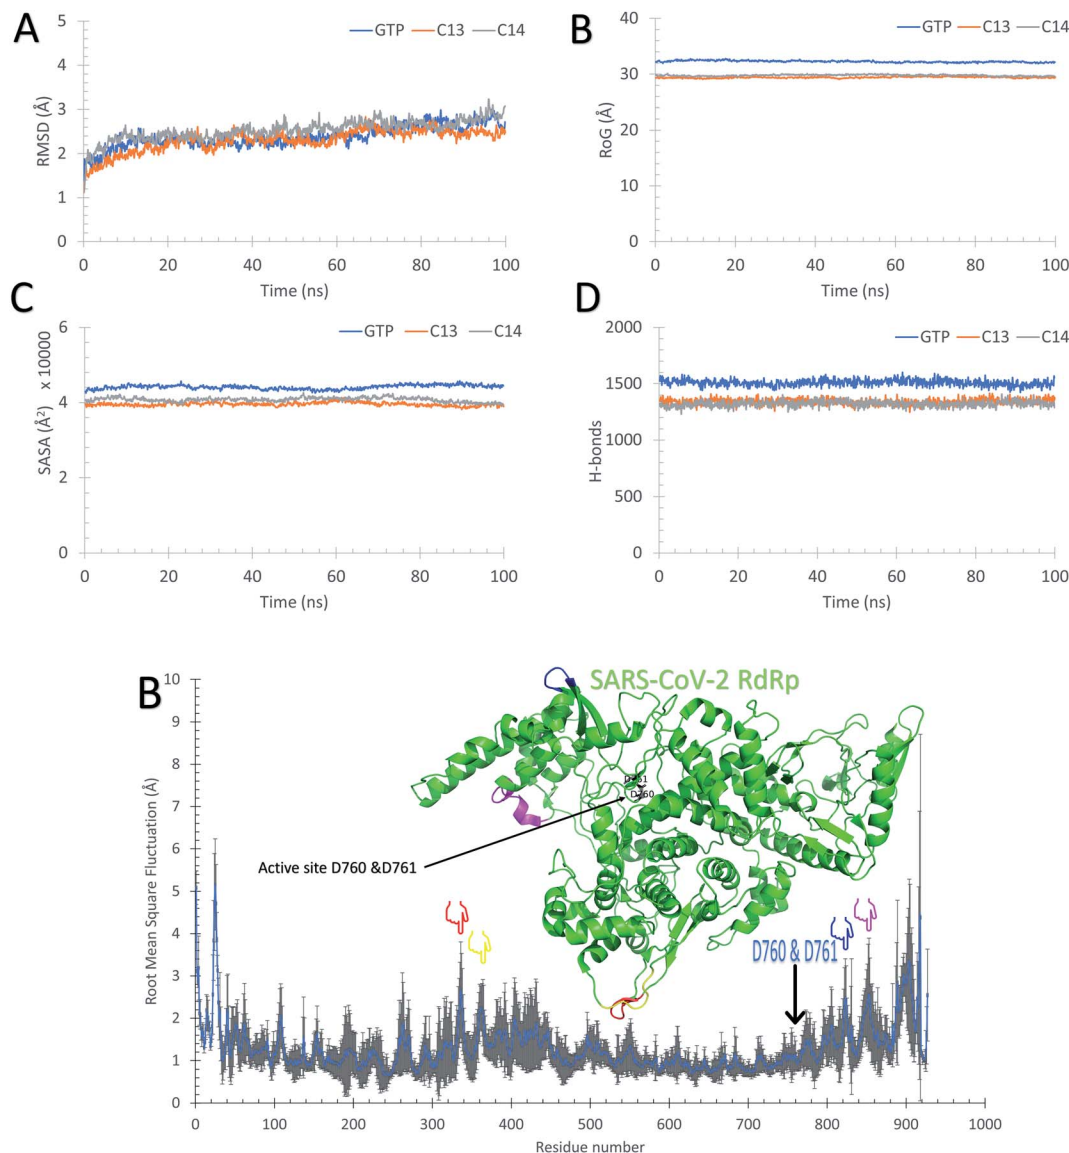 A
5
4
3
2
1
0
RMSD (Å)
GTP C13 C14
0 20 40 60 80 100
Time (ns)
B
40
30
20
10
0
RoG (Å)
GTP C13 C14
0 20 40 60 80 100
Time (ns)
C
6
4
2
0
SASA (Å²) x 10000
GTP C13 C14
0 20 40 60 80 100
Time (ns)
D
2000
1500
1000
500
0
H-bonds
GTP C13 C14
0 20 40 60 80 100
Time (ns)
B
SARS-CoV-2 RdRp
10
9
8
7
6
5
4
3
2
1
0
Root Mean Square Fluctuation (Å)
D761
D760
Active site D760 &D761
D760 & D761
0 100 200 300 400 500 600 700 800 900 1000
Residue number